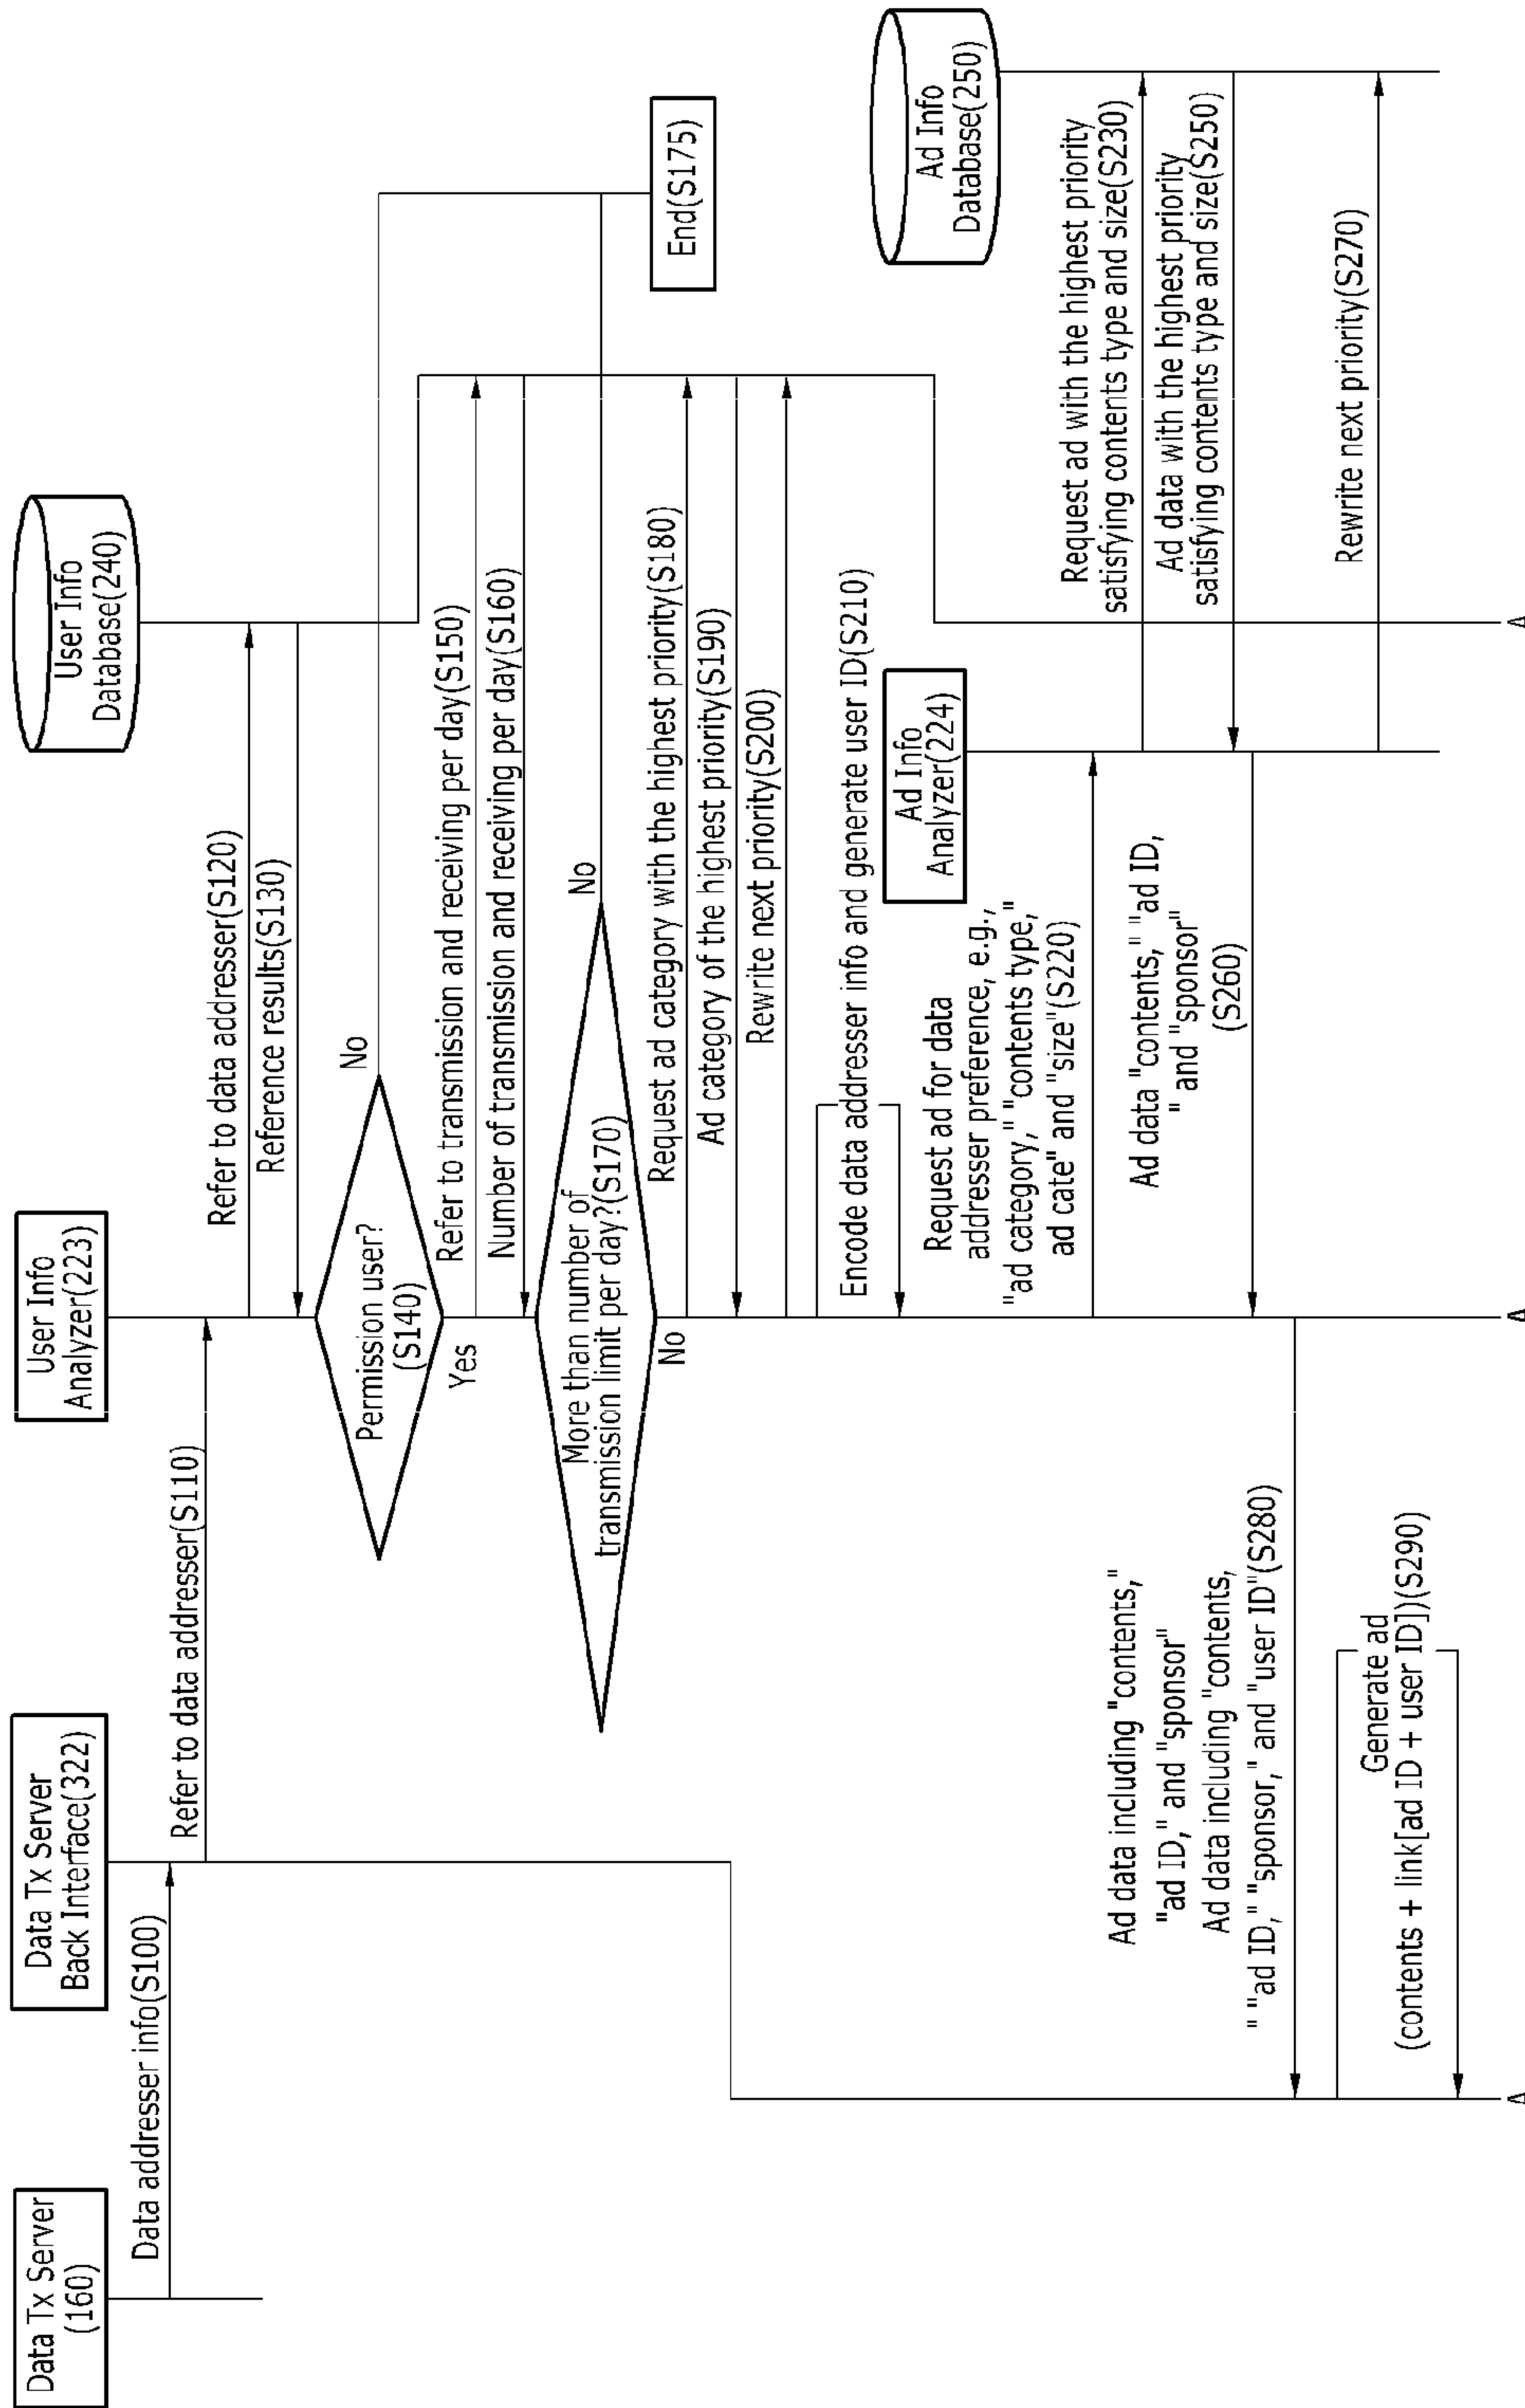 Data Tx Server
(160)
Data Tx Server
Back Interface(322)
User Info
Analyzer(223)
User Info
Database(240)
Data addresser info(S100)
Refer to data addresser(S110)
Refer to data addresser(S120)
Reference results(S130)
Permission user?
(S140)
No
Yes
Refer to transmission and receiving per day(S150)
Number of transmission and receiving per day(S160)
More than number of
transmission limit per day?(S170)
No
No
End(S175)
Request ad category with the highest priority(S180)
Ad category of the highest priority(S190)
Rewrite next priority(S200)
Encode data addresser info and generate user ID(S210)
Ad Info
Analyzer(224)
Ad Info
Database(250)
Request ad for data
addresser preference, e.g.,
"ad category," "contents type,"
ad cate" and "size"(S220)
Request ad with the highest priority
satisfying contents type and size(S230)
Ad data with the highest priority
satisfying contents type and size(S250)
Ad data "contents," "ad ID,
" and "sponsor"
(S260)
Rewrite next priority(S270)
Ad data including "contents,"
"ad ID," and "sponsor"
Ad data including "contents,
" "ad ID," "sponsor," and "user ID"(S280)
Generate ad
(contents + link[ad ID + user ID])(S290)
A
A
A